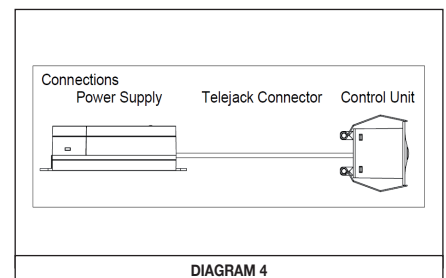 Connections
Power Supply Telejack Connector Control Unit
DIAGRAM 4